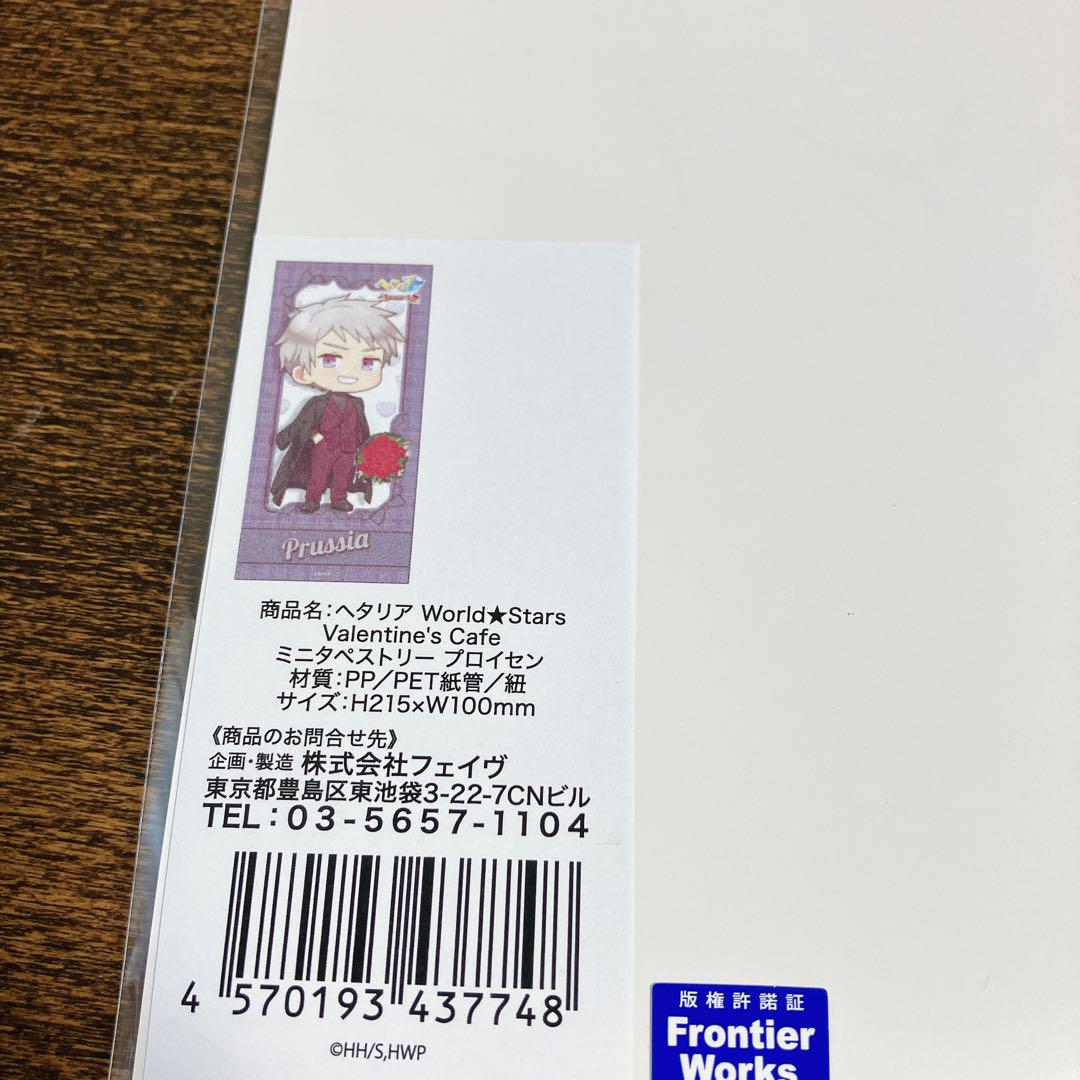 ヘタリア
Prussia
商品名：ヘタリア World★Stars
Valentine's Cafe
ミニタペストリー プロイセン
材質：PP／PET紙管／紐
サイズ：H215×W100mm
《商品のお問合せ先》
企画・製造 株式会社フェイヴ
東京都豊島区東池袋3-22-7CNビル
TEL：03-5657-1104
4 570193 437748
©HH/S,HWP
版権許諾証
Frontier
Works